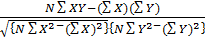 N ∑ XY−(∑ X)(∑ Y)
√{N ∑ X²⁻(∑ X)²}{N ∑ Y²⁻(∑ Y)²}